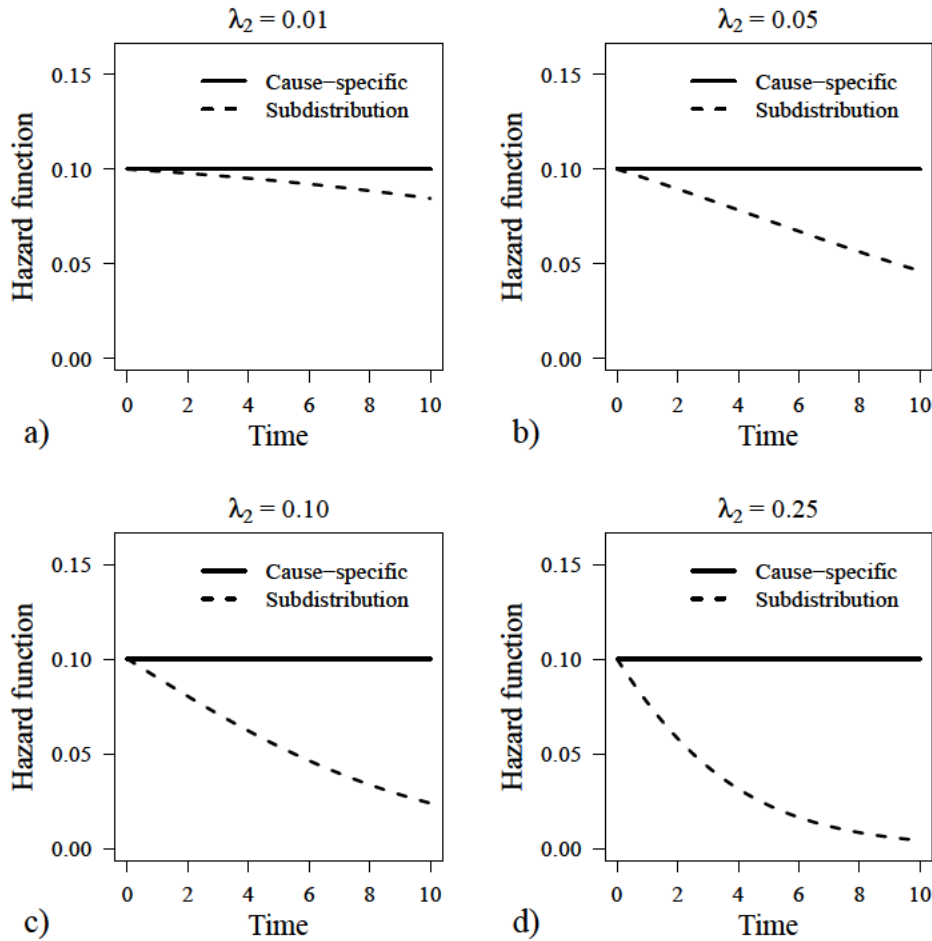 λ₂ = 0.01
Hazard function
0.15
0.10
0.05
0.00
Cause−specific
Subdistribution
0 2 4 6 8 10
a)
Time
λ₂ = 0.05
Hazard function
0.15
0.10
0.05
0.00
Cause−specific
Subdistribution
0 2 4 6 8 10
b)
Time
λ₂ = 0.10
Hazard function
0.15
0.10
0.05
0.00
Cause−specific
Subdistribution
0 2 4 6 8 10
c)
Time
λ₂ = 0.25
Hazard function
0.15
0.10
0.05
0.00
Cause−specific
Subdistribution
0 2 4 6 8 10
d)
Time